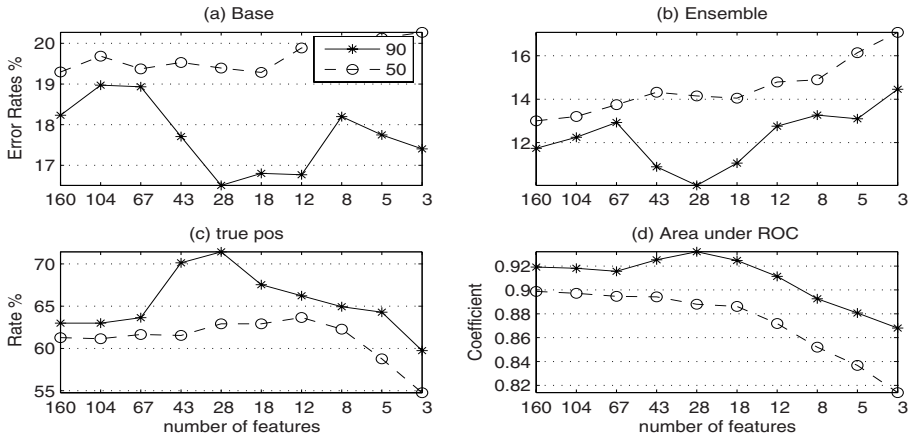 (a) Base
20
19
18
17
Error Rates %
90
50
160 104 67 43 28 18 12 8 5 3
(b) Ensemble
16
14
12
160 104 67 43 28 18 12 8 5 3
(c) true pos
70
65
60
55
Rate %
160 104 67 43 28 18 12 8 5 3
number of features
(d) Area under ROC
0.92
0.9
0.88
0.86
0.84
0.82
Coefficient
160 104 67 43 28 18 12 8 5 3
number of features